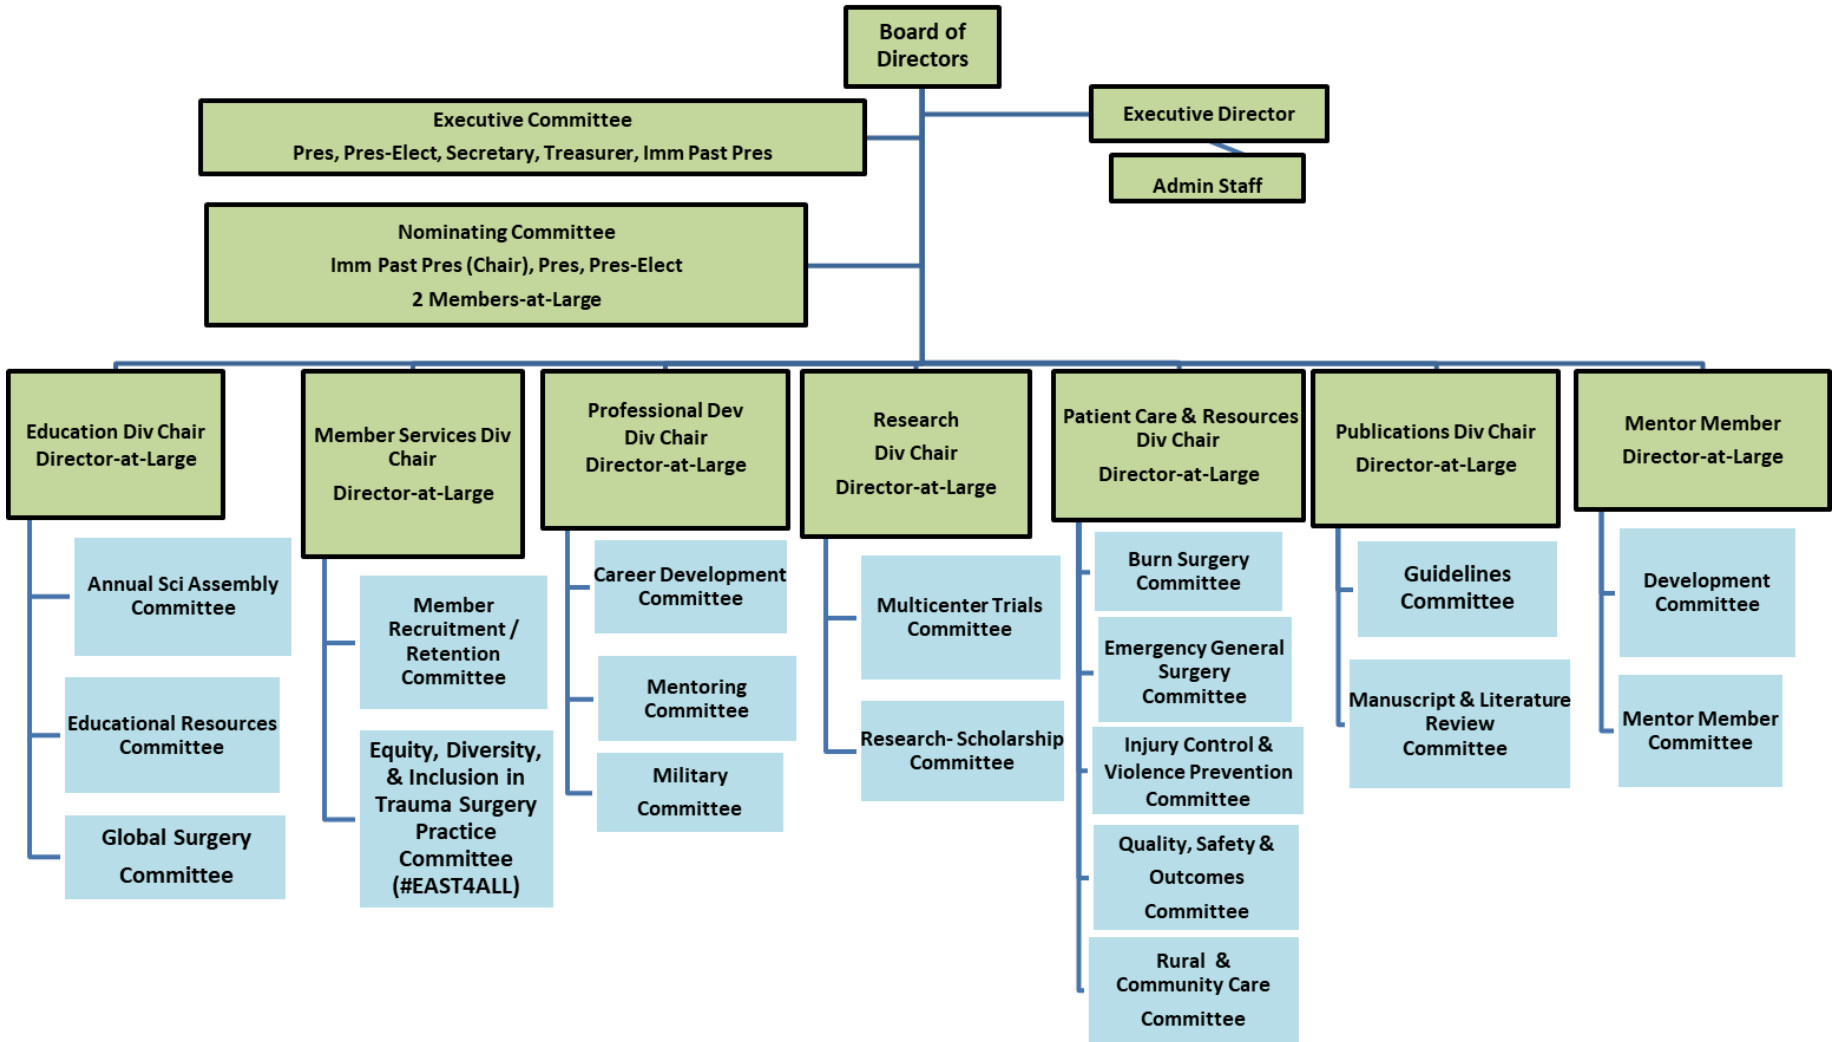 Board of
Directors
Executive Committee
Pres, Pres-Elect, Secretary, Treasurer, Imm Past Pres
Executive Director
Admin Staff
Nominating Committee
Imm Past Pres (Chair), Pres, Pres-Elect
2 Members-at-Large
Education Div Chair
Director-at-Large
Annual Sci Assembly
Committee
Educational Resources
Committee
Global Surgery
Committee
Member Services Div
Chair
Director-at-Large
Member
Recruitment /
Retention
Committee
Equity, Diversity,
& Inclusion in
Trauma Surgery
Practice
Committee
(#EAST4ALL)
Professional Dev
Div Chair
Director-at-Large
Career Development
Committee
Mentoring
Committee
Military
Committee
Research
Div Chair
Director-at-Large
Multicenter Trials
Committee
Research- Scholarship
Committee
Patient Care & Resources
Div Chair
Director-at-Large
Burn Surgery
Committee
Emergency General
Surgery
Committee
Injury Control &
Violence Prevention
Committee
Quality, Safety &
Outcomes
Committee
Rural &
Community Care
Committee
Publications Div Chair
Director-at-Large
Guidelines
Committee
Manuscript & Literature
Review
Committee
Mentor Member
Director-at-Large
Development
Committee
Mentor Member
Committee